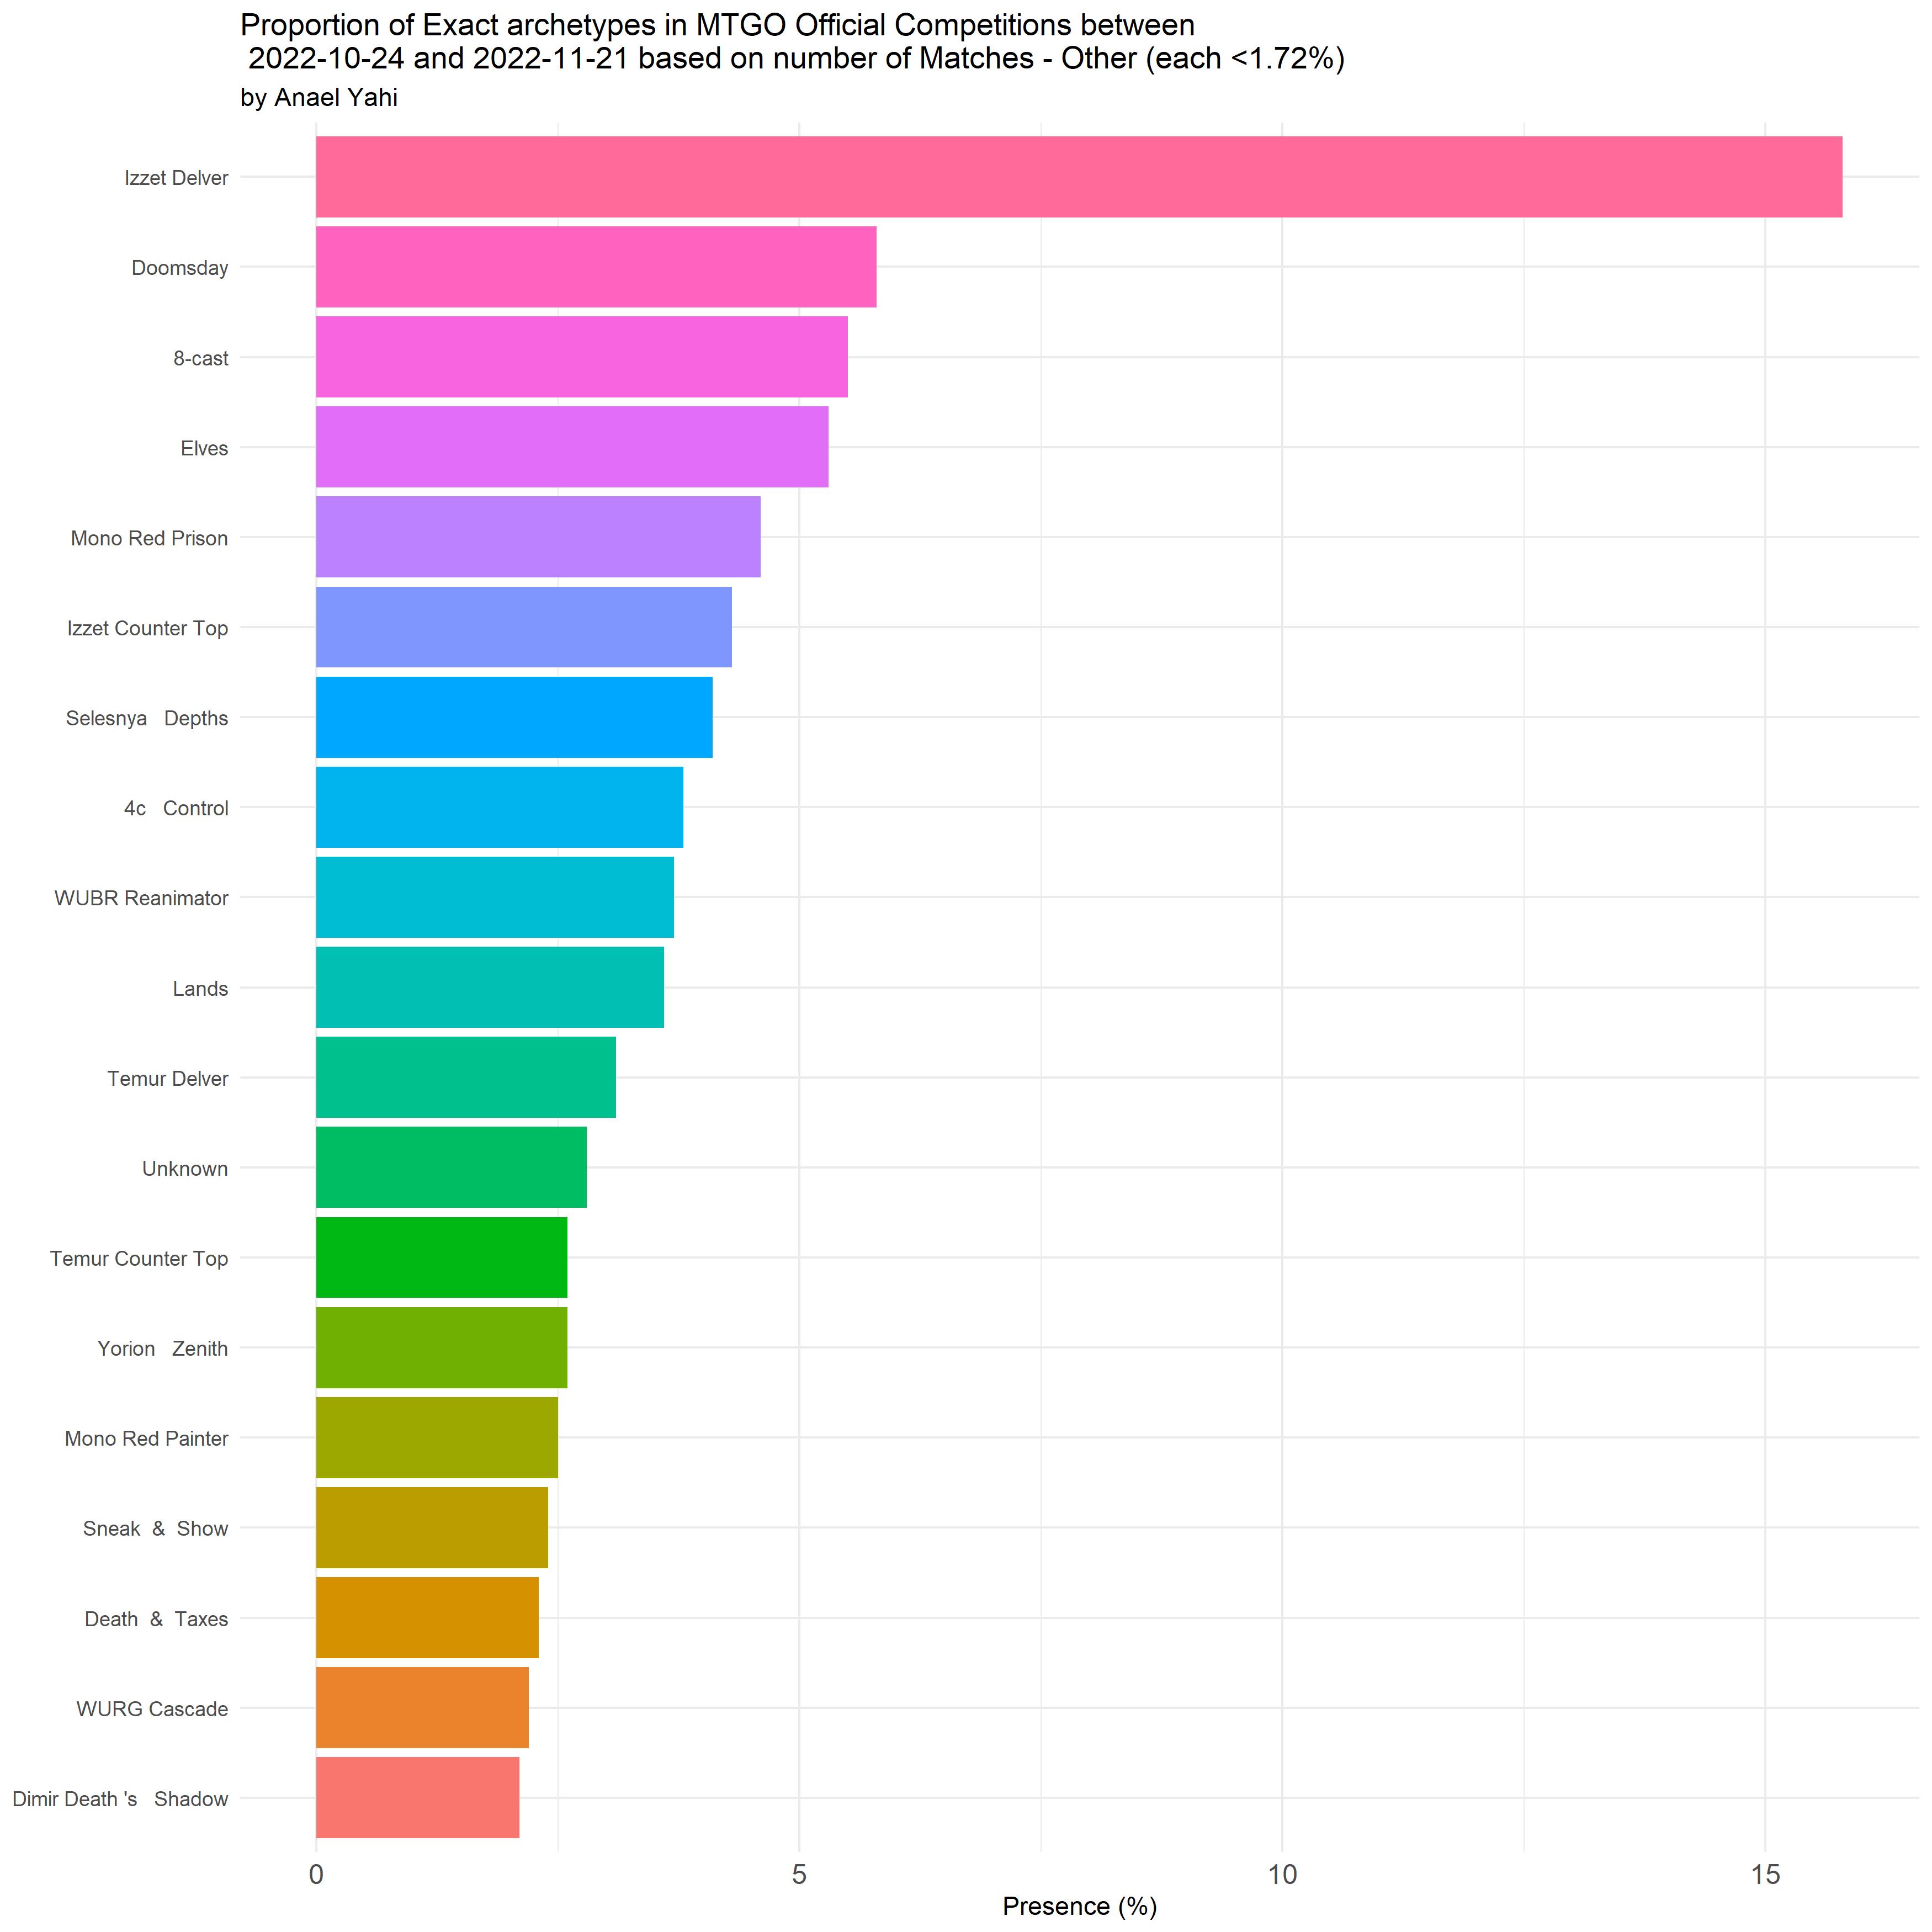 Proportion of Exact archetypes in MTGO Official Competitions between
2022-10-24 and 2022-11-21 based on number of Matches - Other (each <1.72%)
by Anael Yahi
Izzet Delver
Doomsday
8-cast
Elves
Mono Red Prison
Izzet Counter Top
Selesnya   Depths
4c   Control
WUBR Reanimator
Lands
Temur Delver
Unknown
Temur Counter Top
Yorion   Zenith
Mono Red Painter
Sneak  &  Show
Death  &  Taxes
WURG Cascade
Dimir Death 's   Shadow
0 5 10 15
Presence (%)